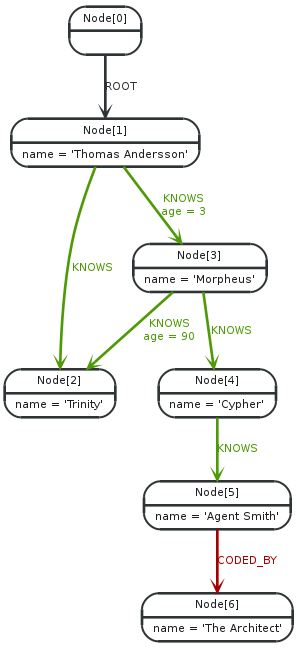 Node[0]
ROOT
Node[1]
name = 'Thomas Andersson'
KNOWS
age = 3
KNOWS
Node[3]
name = 'Morpheus'
KNOWS
age = 90
KNOWS
Node[2]
name = 'Trinity'
Node[4]
name = 'Cypher'
KNOWS
Node[5]
name = 'Agent Smith'
CODED_BY
Node[6]
name = 'The Architect'